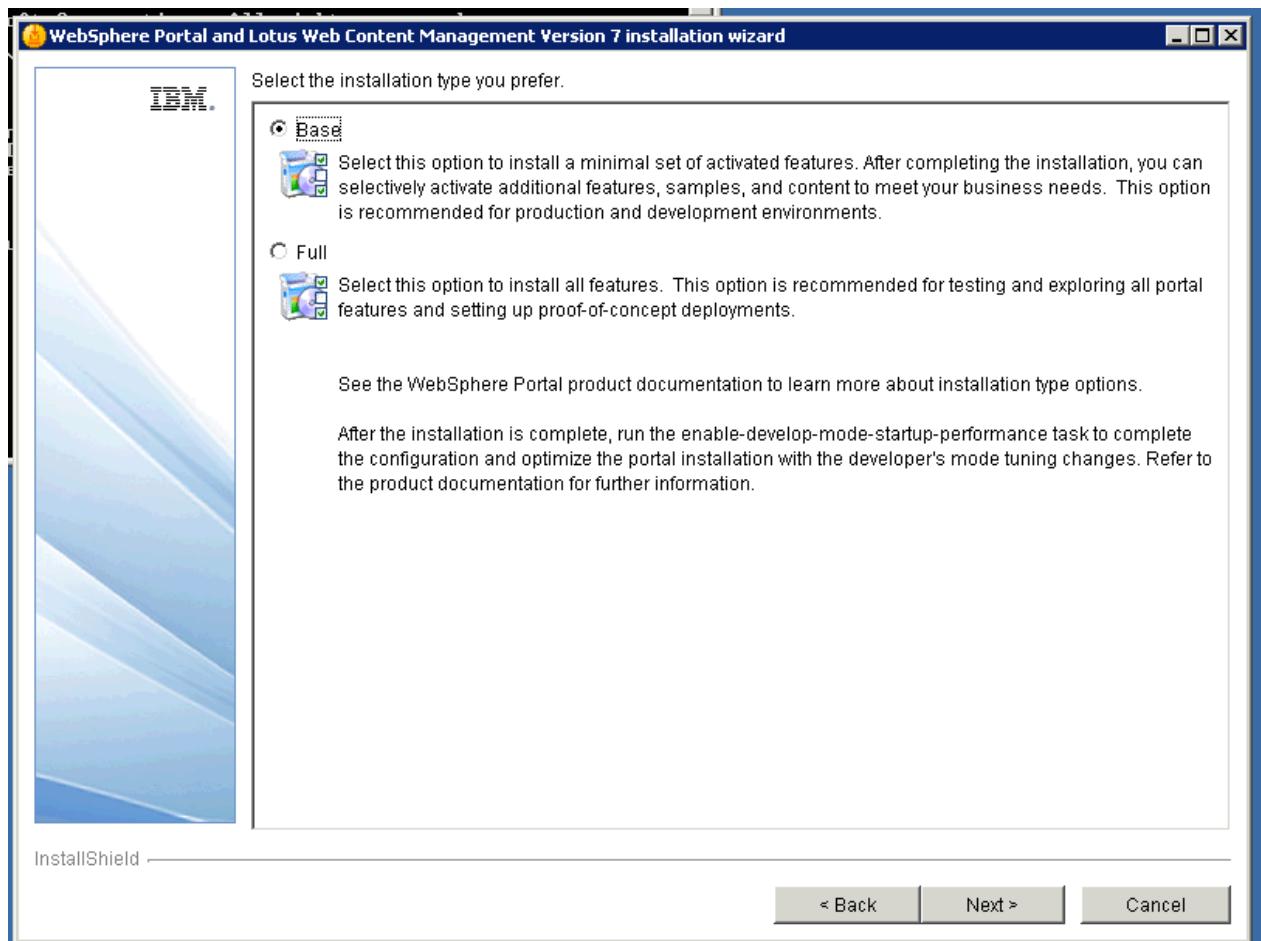 WebSphere Portal and Lotus Web Content Management Version 7 installation wizard
IBM.
Select the installation type you prefer.
Base
Select this option to install a minimal set of activated features. After completing the installation, you can
selectively activate additional features, samples, and content to meet your business needs. This option
is recommended for production and development environments.
Full
Select this option to install all features. This option is recommended for testing and exploring all portal
features and setting up proof-of-concept deployments.
See the WebSphere Portal product documentation to learn more about installation type options.
After the installation is complete, run the enable-develop-mode-startup-performance task to complete
the configuration and optimize the portal installation with the developer's mode tuning changes. Refer to
the product documentation for further information.
InstallShield
< Back
Next >
Cancel